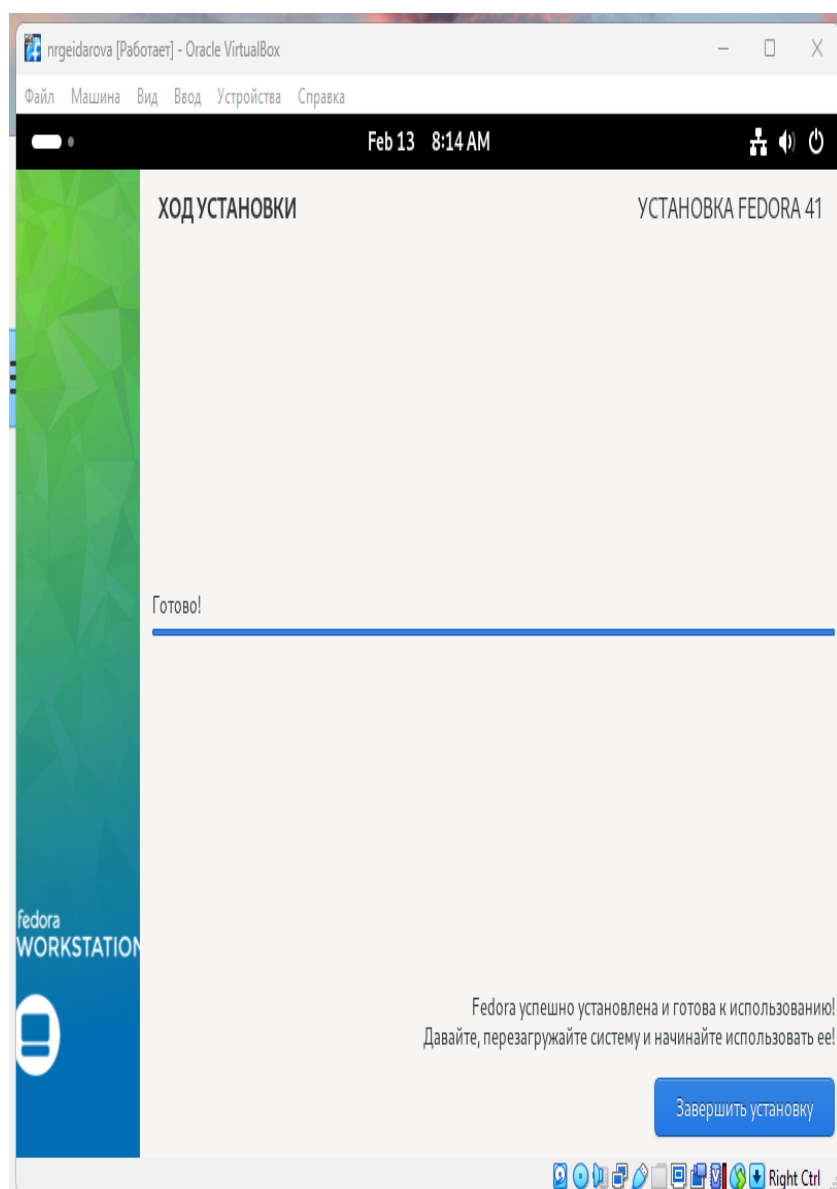 nrgeidarova [Работает] - Oracle VirtualBox
Файл Машина Вид Ввод Устройства Справка
Feb 13 8:14 AM
ХОД УСТАНОВКИ
УСТАНОВКА FEDORA 41
Готово!
fedora
WORKSTATION
Fedora успешно установлена и готова к использованию!
Давайте, перезагружайте систему и начинайте использовать ее!
Завершить установку
Right Ctrl